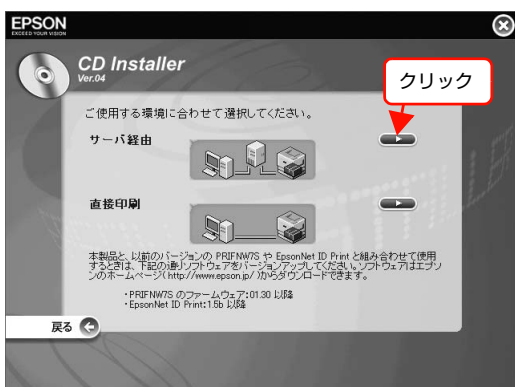 EPSON
EXCEED YOUR VISION
CD Installer
Ver.04
クリック
ご使用する環境に合わせて選択してください。
サーバ経由
直接印刷
本製品と、以前のバージョンの PRIFNW7S や EpsonNet ID Print と組み合わせて使用
するときは、下記の通りソフトウェアをバージョンアップしてください。ソフトウェアはエプソ
ンのホームページ(http://www.epson.jp/)からダウンロードできます。
・PRIFNW7S のファームウェア:01.30 以降
・EpsonNet ID Print:1.5b 以降
戻る